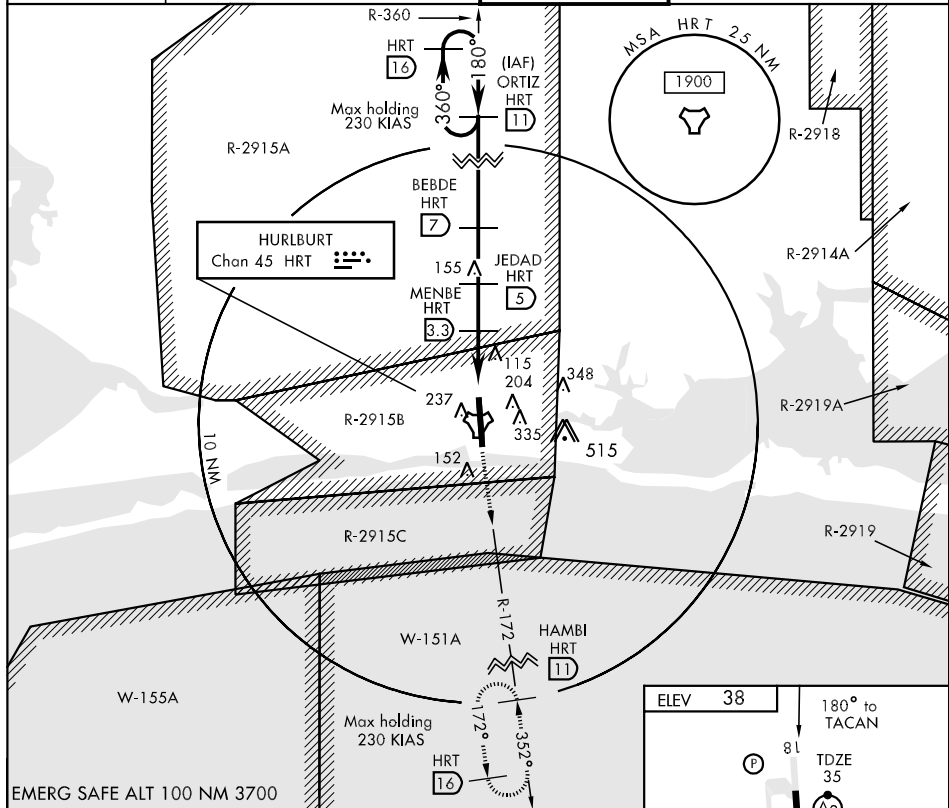 R-360
HRT
16
360°
180°
(IAF)
ORTIZ
HRT
11
Max holding
230 KIAS
MSA HRT 25 NM
1900
R-2918
R-2915A
BEBDE
HRT
7
R-2914A
HURLBURT
Chan 45 HRT
155
JEDAD
HRT
5
MENBE
HRT
3.3
115
204
348
R-2919A
237
R-2915B
335
515
10 NM
152
R-2915C
R-2919
R-172
W-151A
HAMBI
HRT
11
W-155A
Max holding
230 KIAS
172°
352°
HRT
16
EMERG SAFE ALT 100 NM 3700
ELEV 38
180° to
TACAN
18
P
TDZE
35